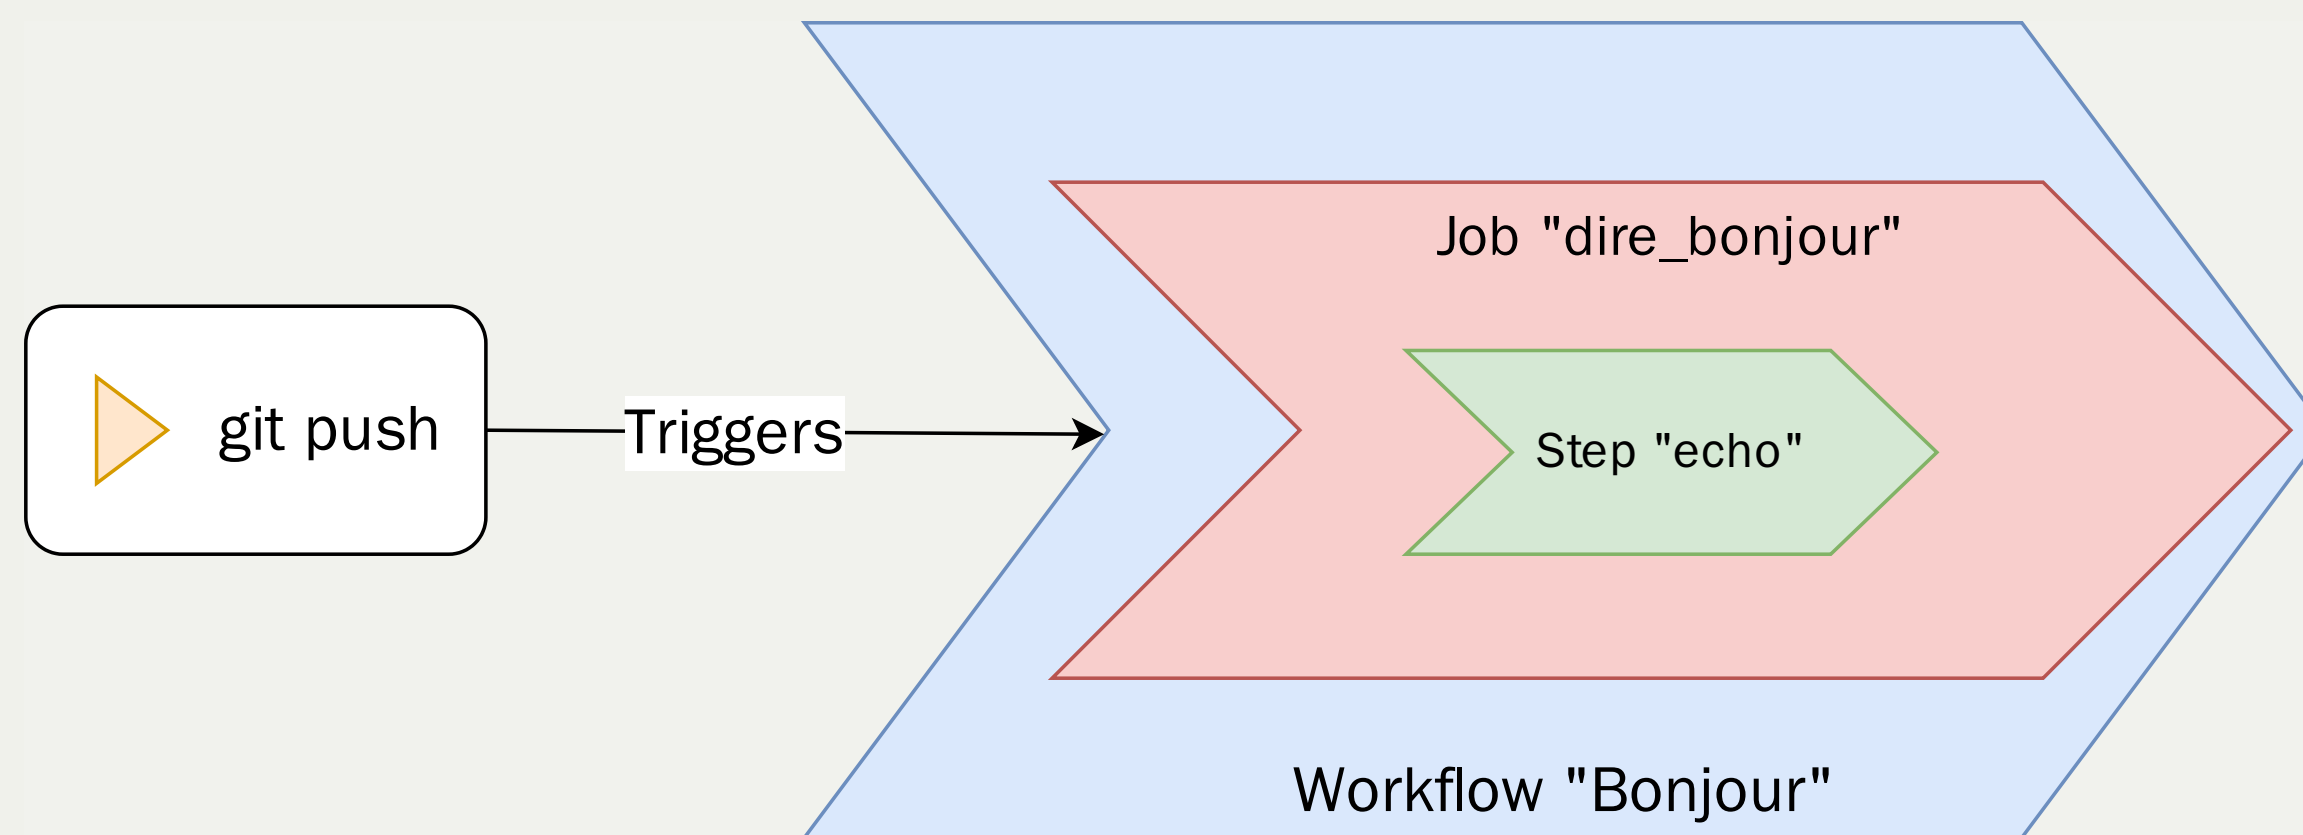 git push
Triggers
Job "dire_bonjour"
Step "echo"
Workflow "Bonjour"